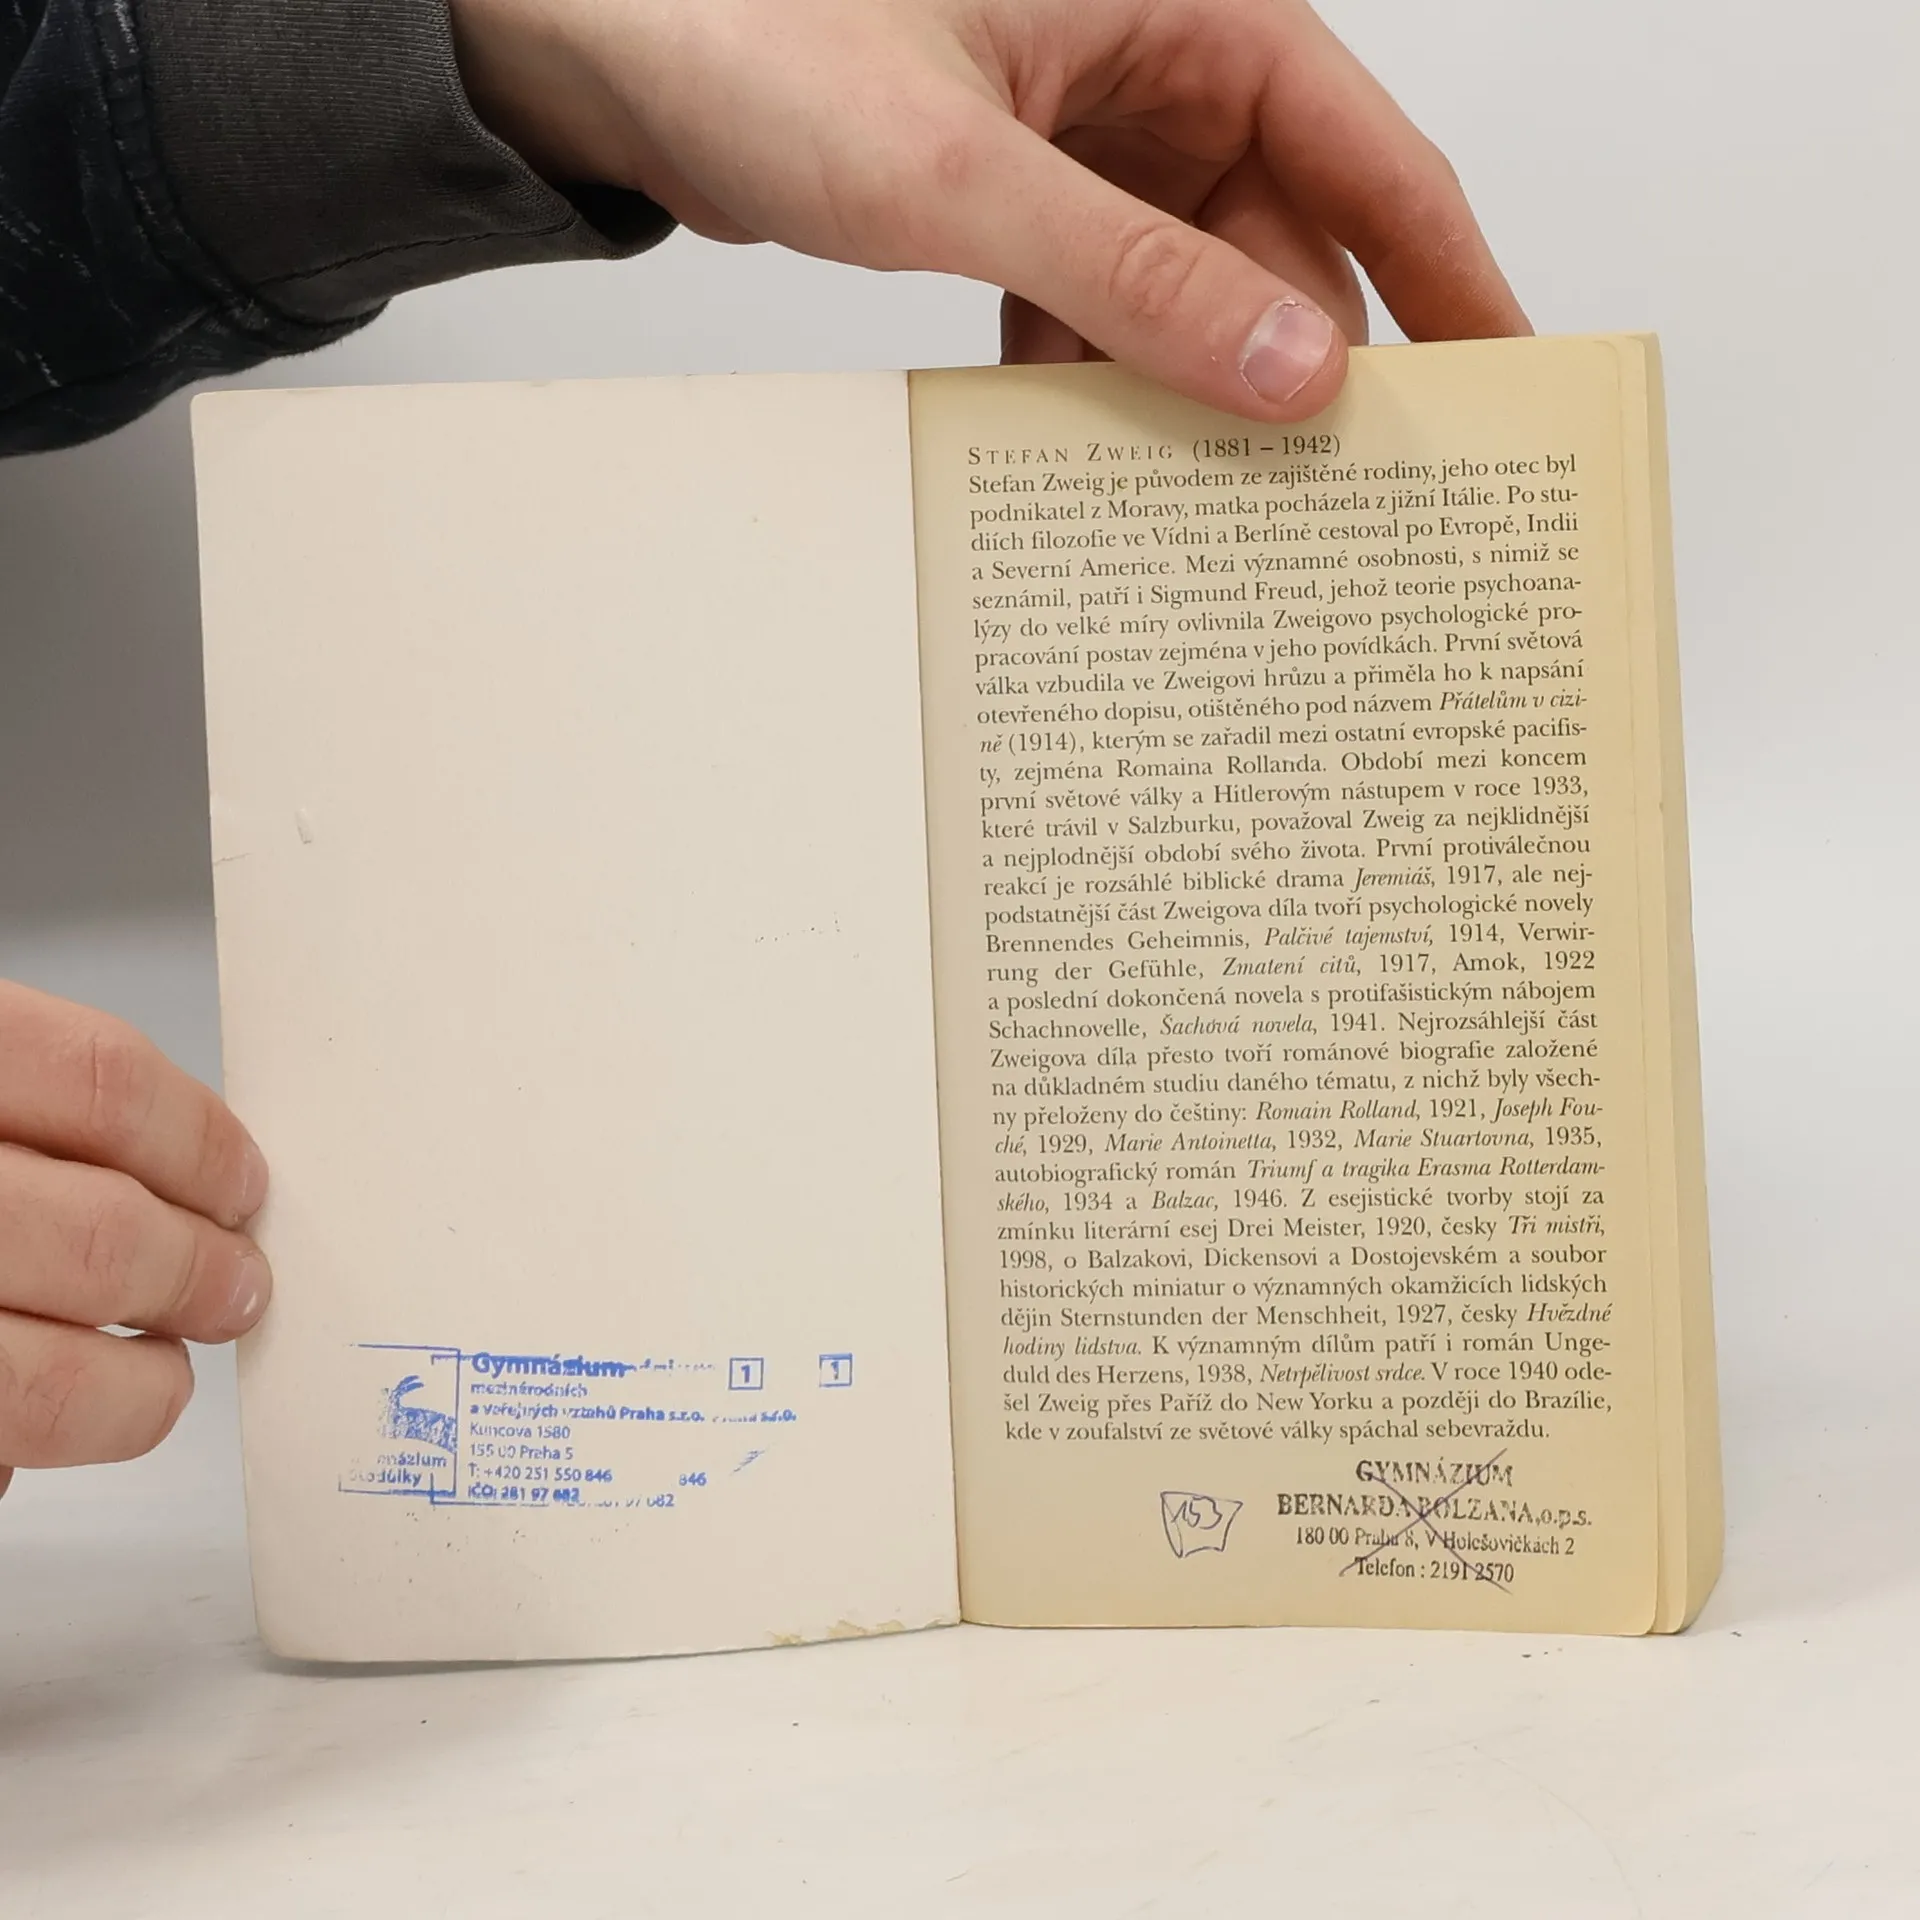 STEFAN ZWEIG (1881 – 1942)
Stefan Zweig je původem ze zajištěné rodiny, jeho otec byl
podnikatel z Moravy, matka pocházela z jižní Itálie. Po stu-
diích filozofie ve Vídni a Berlíně cestoval po Evropě, Indii
a Severní Americe. Mezi významné osobnosti, s nimiž se
seznámil, patří i Sigmund Freud, jehož teorie psychoana-
lýzy do velké míry ovlivnila Zweigovo psychologické pro-
pracování postav zejména v jeho povídkách. První světová
válka vzbudila ve Zweigovi hrůzu a přiměla ho k napsání
otevřeného dopisu, otištěného pod názvem Přátelům v cizi-
ně (1914), kterým se zařadil mezi ostatní evropské pacifis-
ty, zejména Romaina Rollanda. Období mezi koncem
první světové války a Hitlerovým nástupem v roce 1933,
které trávil v Salzburku, považoval Zweig za nejklidnější
a nejplodnější období svého života. První protiválečnou
reakcí je rozsáhlé biblické drama Jeremiáš, 1917, ale nej-
podstatnější část Zweigova díla tvoří psychologické novely
Brennendes Geheimnis, Palčivé tajemství, 1914, Verwir-
rung der Gefühle, Zmatení citů, 1917, Amok, 1922
a poslední dokončená novela s protifašistickým nábojem
Schachnovelle, Šachová novela, 1941. Nejrozsáhlejší část
Zweigova díla přesto tvoří románové biografie založené
na důkladném studiu daného tématu, z nichž byly všech-
ny přeloženy do češtiny: Romain Rolland, 1921, Joseph Fou-
ché, 1929, Marie Antoinetta, 1932, Marie Stuartovna, 1935,
autobiografický román Triumf a tragika Erasma Rotterdam-
ského, 1934 a Balzac, 1946. Z esejistické tvorby stojí za
zmínku literární esej Drei Meister, 1920, česky Tři mistři,
1998, o Balzakovi, Dickensovi a Dostojevském a soubor
historických miniatur o významných okamžicích lidských
dějin Sternstunden der Menschheit, 1927, česky Hvězdné
hodiny lidstva. K významným dílům patří i román Unge-
duld des Herzens, 1938, Netrpělivost srdce. V roce 1940 ode-
šel Zweig přes Paříž do New Yorku a později do Brazílie,
kde v zoufalství ze světové války spáchal sebevraždu.
Gymnázium 1 1
mezinárodních
a veřejných vztahů Praha s.r.o. s.r.o.
Kuncova 1580
155 00 Praha 5
T: +420 251 550 846 846
IČO: 281 97 682
153
GYMNÁZIUM
BERNARDA BOLZANA, o.p.s.
180 00 Praha 8, V Holešovičkách 2
Telefon : 2191 2570